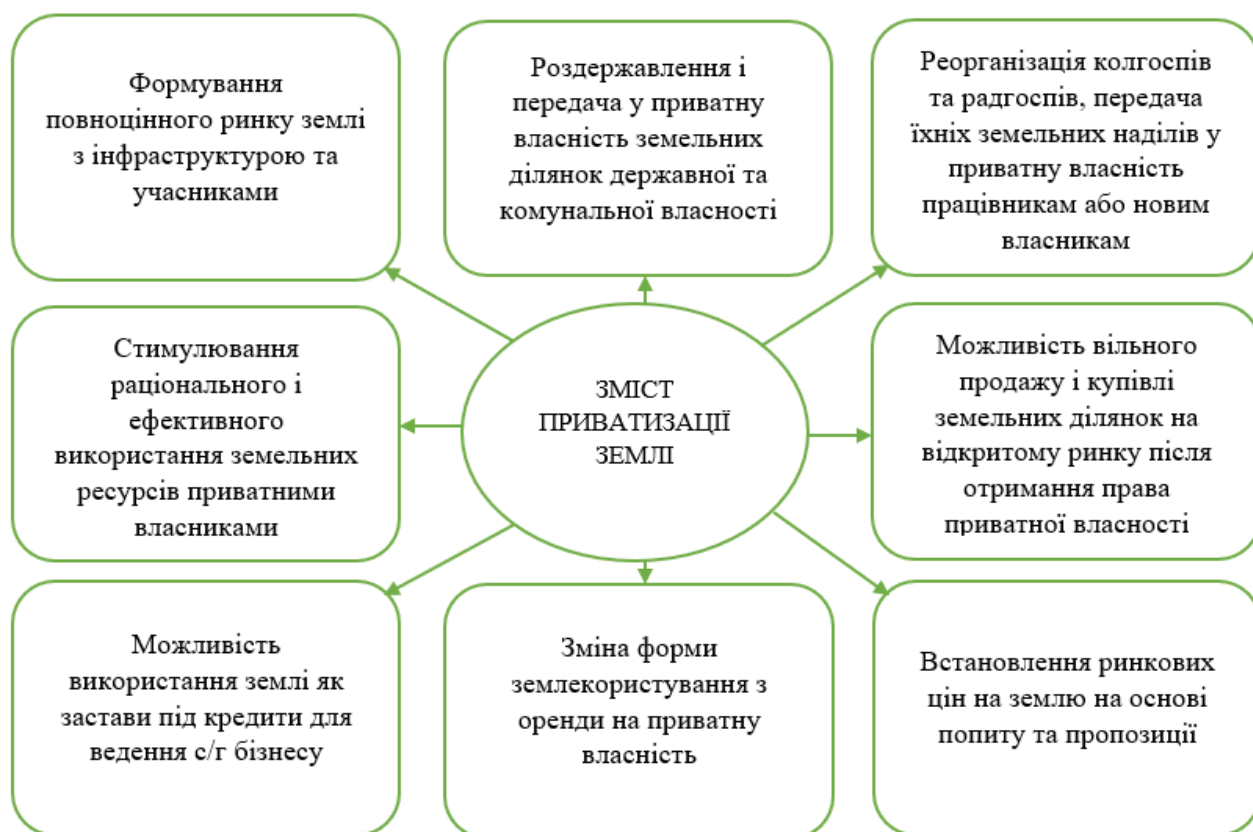 Формування
повноцінного ринку землі
з інфраструктурою та
учасниками
Роздержавлення і
передача у приватну
власність земельних
ділянок державної та
комунальної власності
Реорганізація колгоспів
та радгоспів, передача
їхніх земельних наділів у
приватну власність
працівникам або новим
власникам
Стимулювання
раціонального і
ефективного
використання земельних
ресурсів приватними
власниками
ЗМІСТ
ПРИВАТИЗАЦІЇ
ЗЕМЛІ
Можливість вільного
продажу і купівлі
земельних ділянок на
відкритому ринку після
отримання права
приватної власності
Можливість
використання землі як
застави під кредити для
ведення с/г бізнесу
Зміна форми
землекористування з
оренди на приватну
власність
Встановлення ринкових
цін на землю на основі
попиту та пропозиції